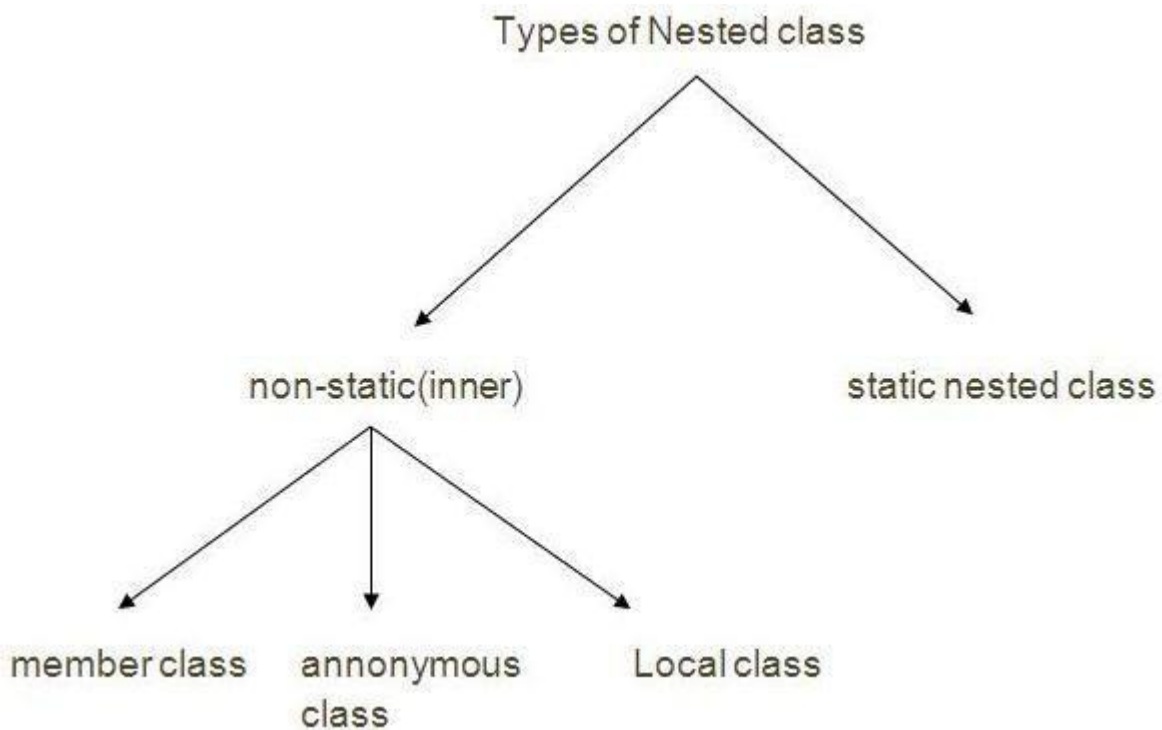 Types of Nested class
non-static(inner)
static nested class
member class
annonymous
class
Local class